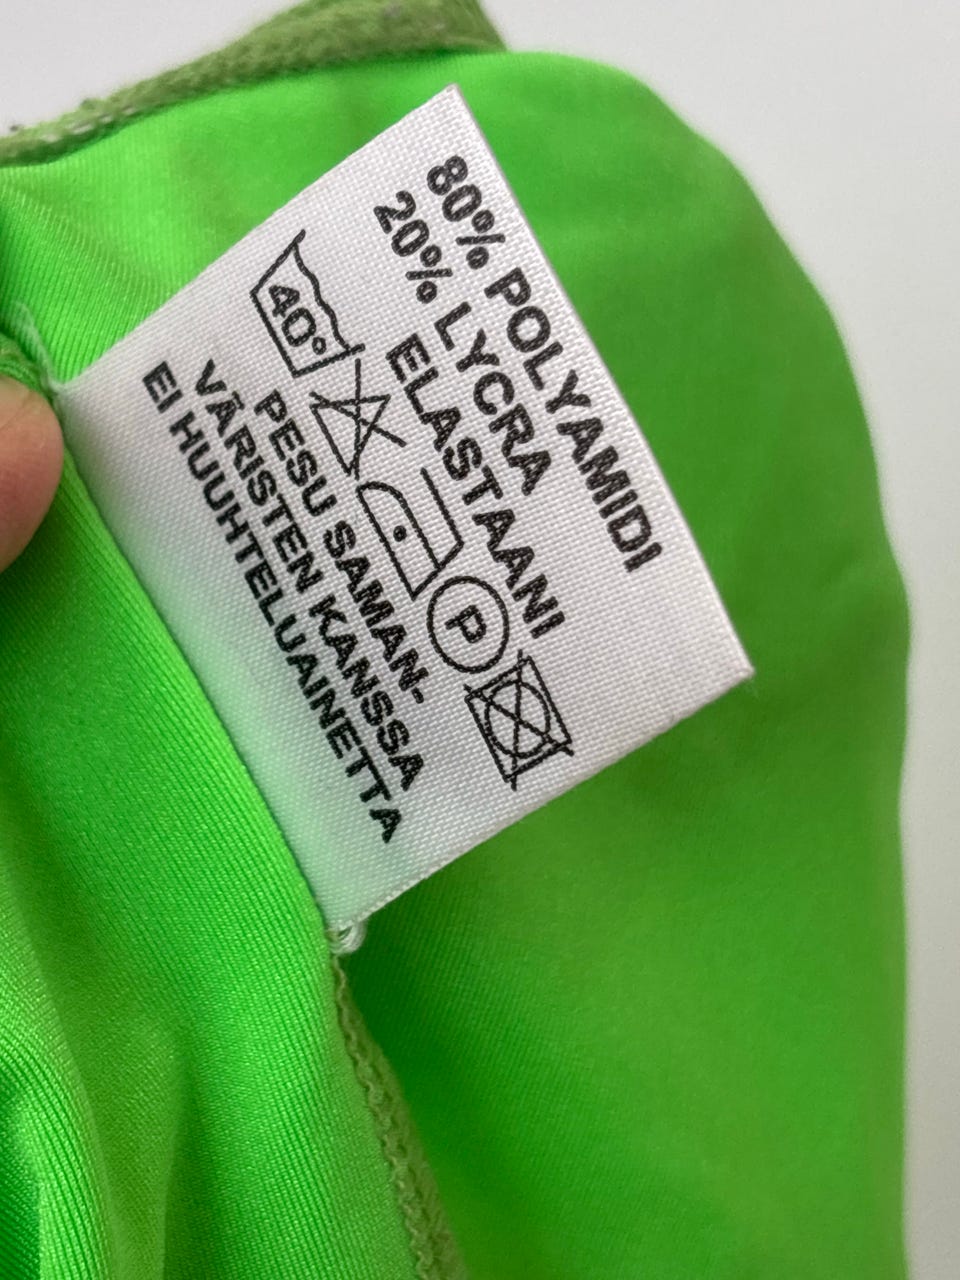 80% POLYAMIDI
20% LYCRA
ELASTAANI
40° P
PESU SAMAN-
VÄRISTEN KANSSA
EI HUUHTELUAINETTA